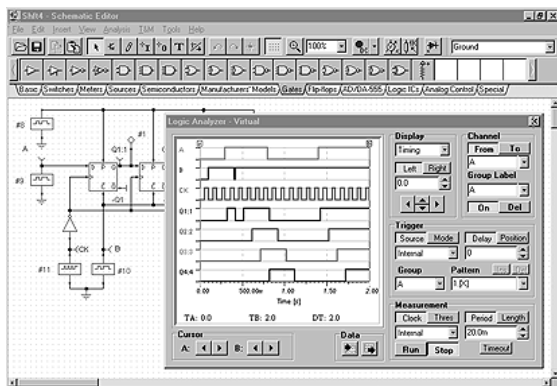 Shift4 - Schematic Editor
File Edit Insert View Analysis T&M Tools Help
100%
Ground
Basic Switches Meters Sources Semiconductors Manufacturers' Models Gates Flip-flops AD/DA-555 Logic ICs Analog Control Special
#8
#1
A
Q1:1
#9
-Q1
CK
B
#11
#10
Logic Analyzer - Virtual
A
B
CK
Q1:1
Q2:2
Q3:3
Q4:4
0.00 500.00m 1.00 1.50 2.00
Time [s]
TA: 0.0 TB: 2.0 DT: 2.0
Cursor
A: B:
Data
Display
Timing
Left Right
0.0
Channel
From To
A
Group Label
A
On Del
Trigger
Source Mode Delay Position
Internal 0
Group Pattern
A 1 [X]
Measurement
Clock Thres Period Length
Internal 20.0m
Run Stop Timeout